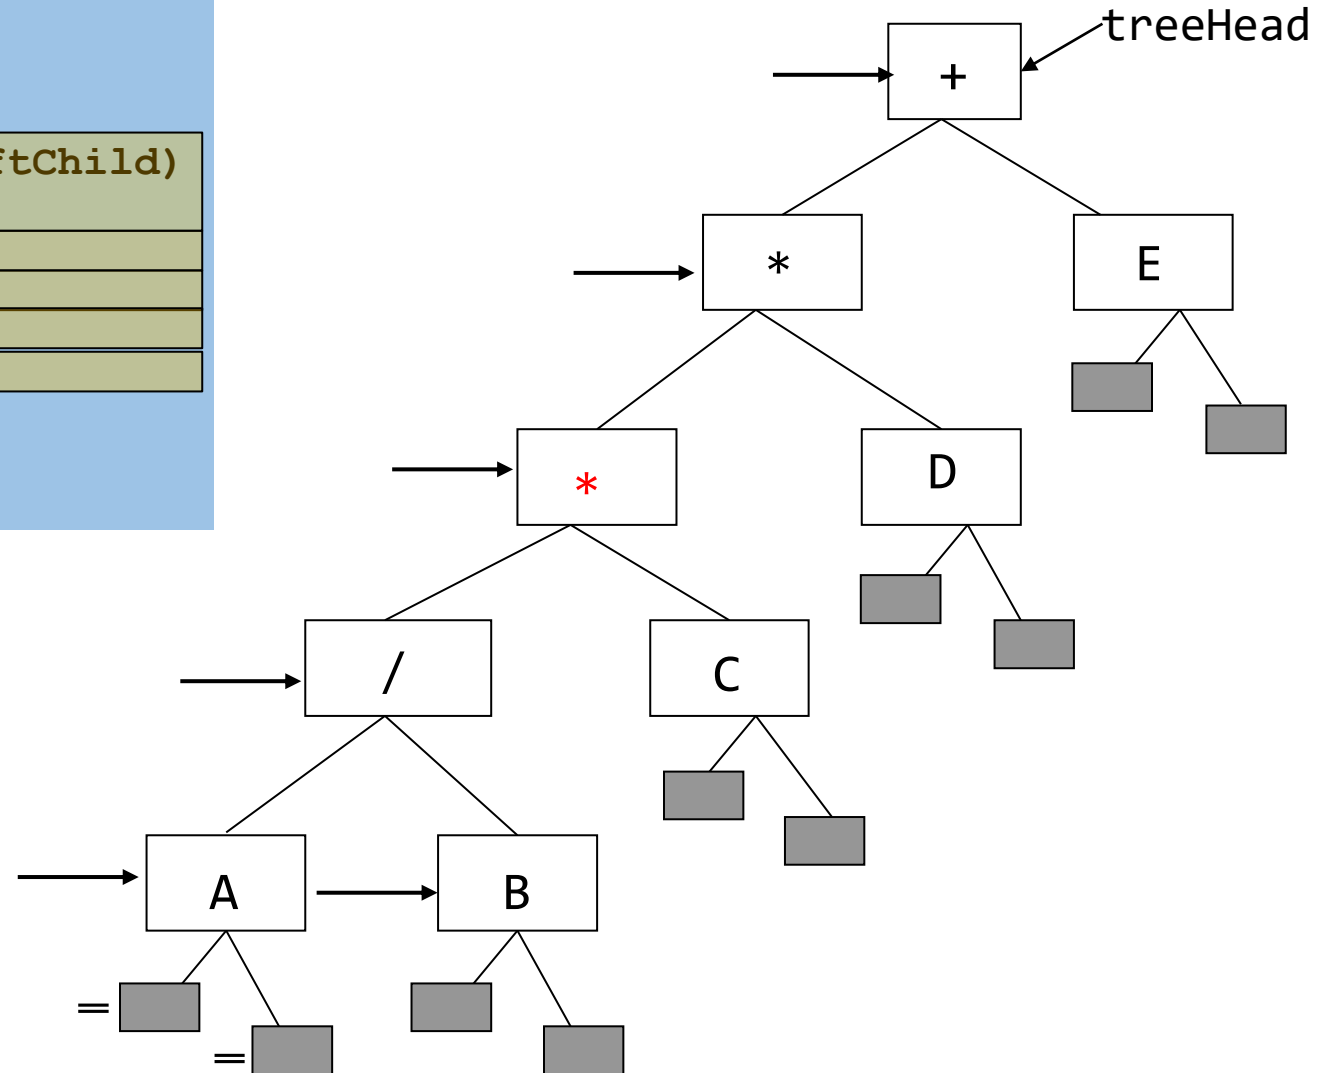 treeHead
+
ftChild)
* E
* D
/ C
A B
=
=